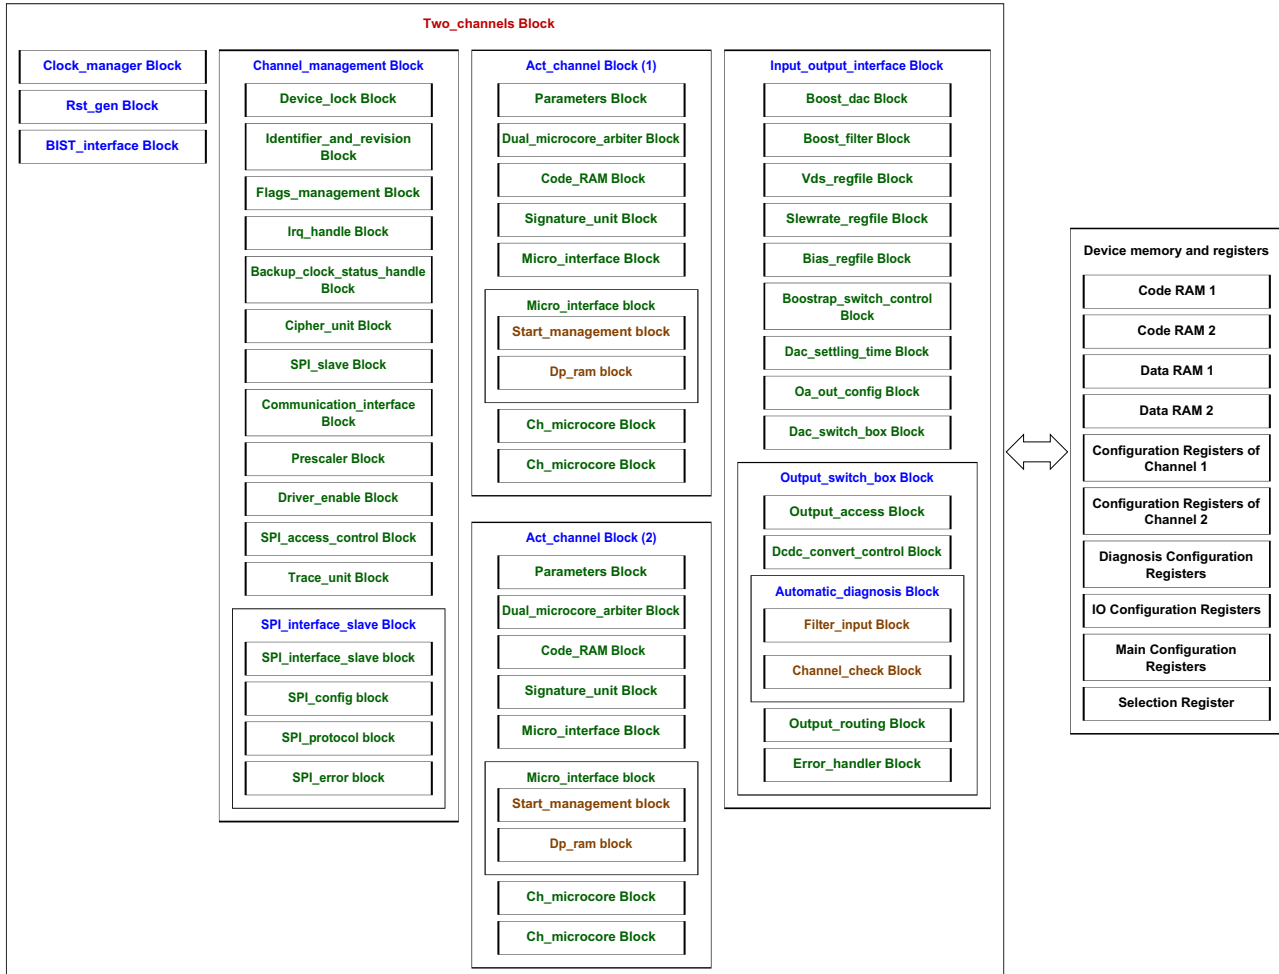 Two_channels Block
Clock_manager Block
Rst_gen Block
BIST_interface Block
Channel_management Block
Device_lock Block
Identifier_and_revision
Block
Flags_management Block
Irq_handle Block
Backup_clock_status_handle
Block
Cipher_unit Block
SPI_slave Block
Communication_interface
Block
Prescaler Block
Driver_enable Block
SPI_access_control Block
Trace_unit Block
SPI_interface_slave Block
SPI_interface_slave block
SPI_config block
SPI_protocol block
SPI_error block
Act_channel Block (1)
Parameters Block
Dual_microcore_arbiter Block
Code_RAM Block
Signature_unit Block
Micro_interface Block
Micro_interface block
Start_management block
Dp_ram block
Ch_microcore Block
Ch_microcore Block
Act_channel Block (2)
Parameters Block
Dual_microcore_arbiter Block
Code_RAM Block
Signature_unit Block
Micro_interface Block
Micro_interface block
Start_management block
Dp_ram block
Ch_microcore Block
Ch_microcore Block
Input_output_interface Block
Boost_dac Block
Boost_filter Block
Vds_regfile Block
Slewrate_regfile Block
Bias_regfile Block
Boostrap_switch_control
Block
Dac_settling_time Block
Oa_out_config Block
Dac_switch_box Block
Output_switch_box Block
Output_access Block
Dcdc_convert_control Block
Automatic_diagnosis Block
Filter_input Block
Channel_check Block
Output_routing Block
Error_handler Block
Device memory and registers
Code RAM 1
Code RAM 2
Data RAM 1
Data RAM 2
Configuration Registers of
Channel 1
Configuration Registers of
Channel 2
Diagnosis Configuration
Registers
IO Configuration Registers
Main Configuration
Registers
Selection Register